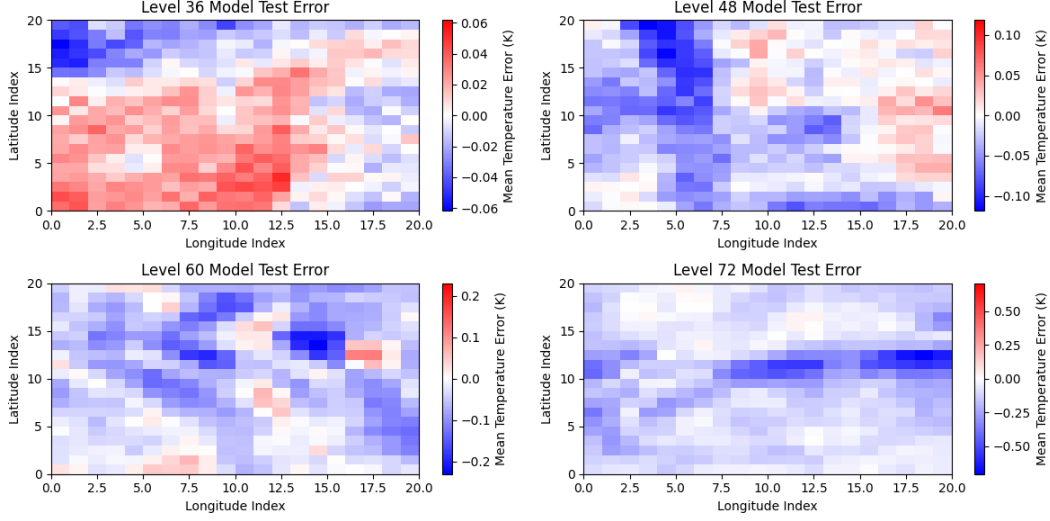 Level 36 Model Test Error
20
15
10
5
0
Latitude Index
0.0 2.5 5.0 7.5 10.0 12.5 15.0 17.5 20.0
Longitude Index
0.06
0.04
0.02
0.00
−0.02
−0.04
−0.06
Mean Temperature Error (K)
Level 48 Model Test Error
20
15
10
5
0
Latitude Index
0.0 2.5 5.0 7.5 10.0 12.5 15.0 17.5 20.0
Longitude Index
0.10
0.05
0.00
−0.05
−0.10
Mean Temperature Error (K)
Level 60 Model Test Error
20
15
10
5
0
Latitude Index
0.0 2.5 5.0 7.5 10.0 12.5 15.0 17.5 20.0
Longitude Index
0.2
0.1
0.0
−0.1
−0.2
Mean Temperature Error (K)
Level 72 Model Test Error
20
15
10
5
0
Latitude Index
0.0 2.5 5.0 7.5 10.0 12.5 15.0 17.5 20.0
Longitude Index
0.50
0.25
0.00
−0.25
−0.50
Mean Temperature Error (K)